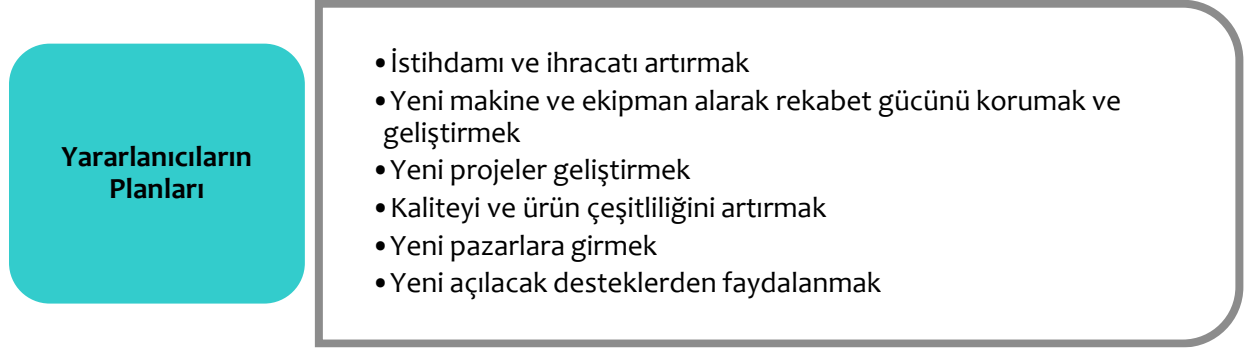 Yararlanıcıların
Planları
•İstihdamı ve ihracatı artırmak
•Yeni makine ve ekipman alarak rekabet gücünü korumak ve
geliştirmek
•Yeni projeler geliştirmek
•Kaliteyi ve ürün çeşitliliğini artırmak
•Yeni pazarlara girmek
•Yeni açılacak desteklerden faydalanmak